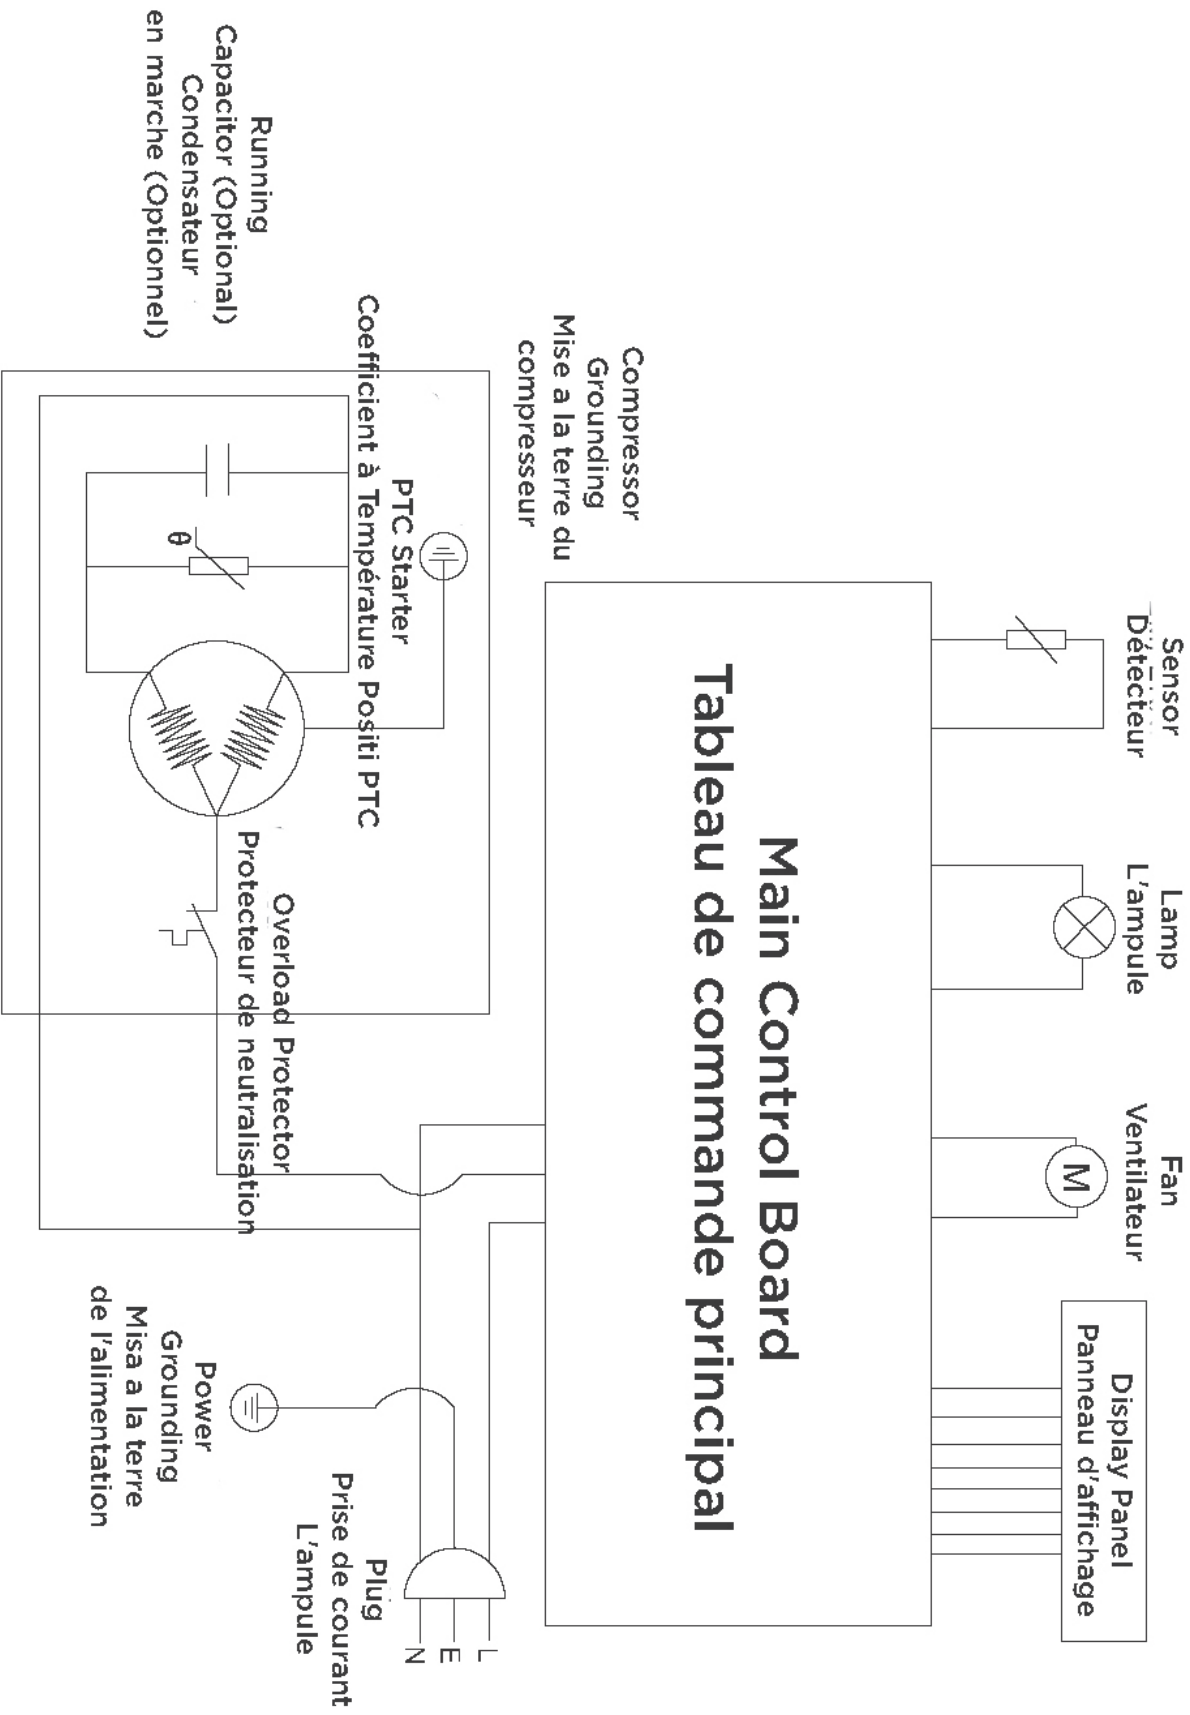 Sensor
Détecteur
Lamp
L'ampule
Fan
Ventilateur
Display Panel
Panneau d'affichage
M
Main Control Board
Tableau de commande principal
Compressor
Grounding
Mise a la terre du
compresseur
PTC Starter
Coefficient à Température Positi PTC
Running
Capacitor (Optional)
Condensateur
en marche (Optionnel)
θ
Overload Protector
Protecteur de neutralisation
Power
Grounding
Misa a la terre
de l'alimentation
Plug
Prise de courant
L'ampule
L
E
N